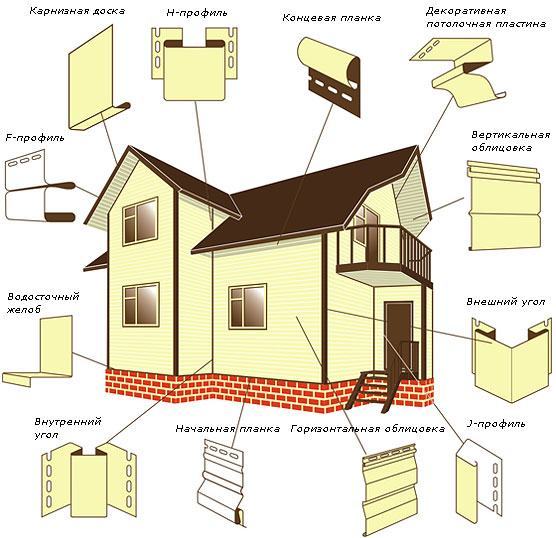 Карнизная доска
Н-профиль
Концевая планка
Декоративная
потолочная пластина
F-профиль
Вертикальная
облицовка
Водосточный
желоб
Внешний угол
Внутренний
угол
Начальная планка
Горизонтальная облицовка
J-профиль